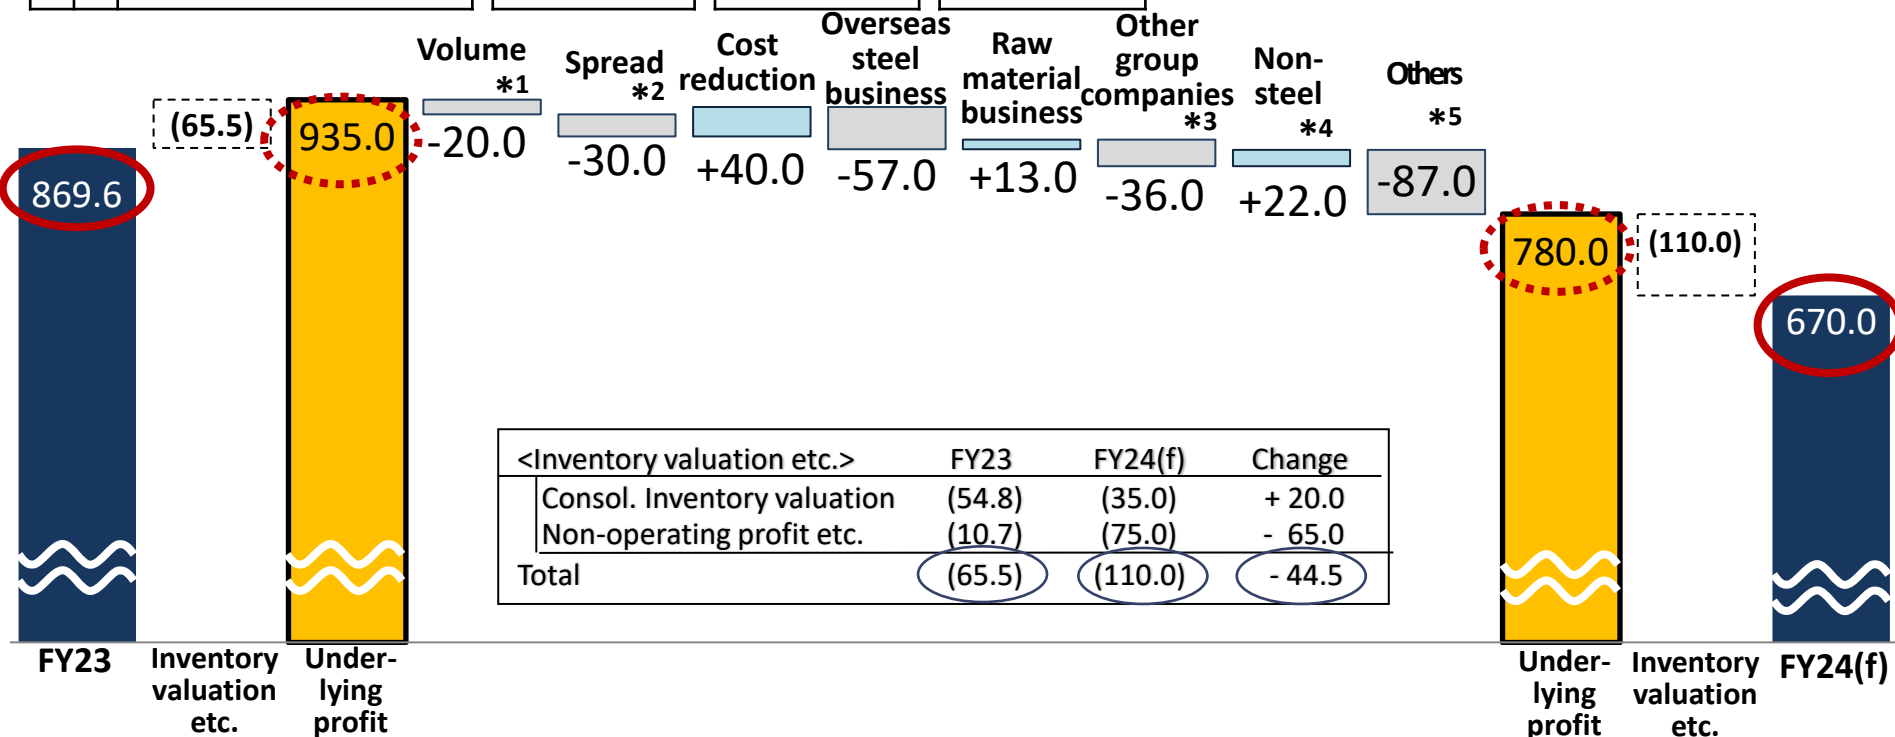 Volume
*1
-20.0
Spread
*2
-30.0
Cost
reduction
+40.0
Overseas
steel
business
-57.0
Raw
material
business
+13.0
Other
group
companies
*3
-36.0
Non-
steel
*4
+22.0
Others
*5
-87.0
869.6
(65.5)
935.0
780.0
(110.0)
670.0
<Inventory valuation etc.> FY23 FY24(f) Change
Consol. Inventory valuation (54.8) (35.0) + 20.0
Non-operating profit etc. (10.7) (75.0) - 65.0
Total (65.5) (110.0) - 44.5
FY23
Inventory
valuation
etc.
Under-
lying
profit
Under-
lying
profit
Inventory
valuation
etc.
FY24(f)